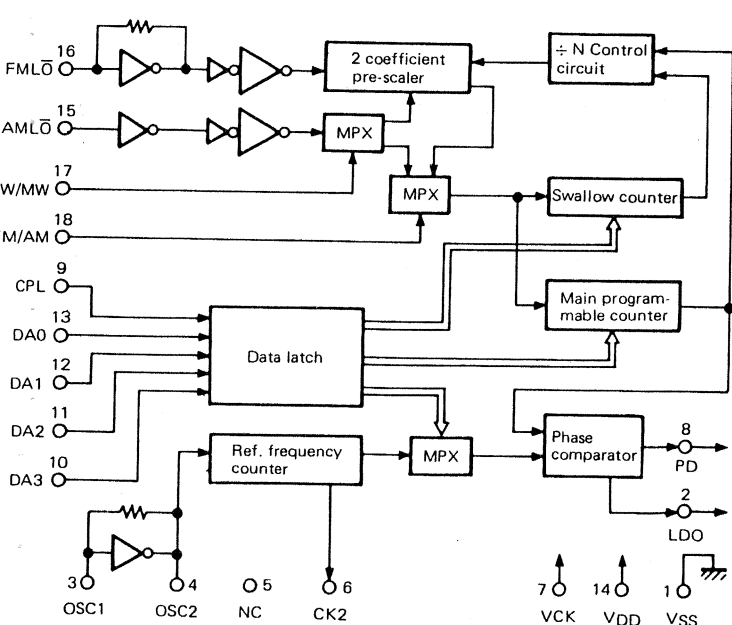 16
FMLO̅
2 coefficient
pre-scaler
÷ N Control
circuit
15
AMLO̅
MPX
17
W/MW
MPX
Swallow counter
18
M/AM
9
CPL
13
DA0
12
DA1
11
DA2
10
DA3
Data latch
Main program-
mable counter
Ref. frequency
counter
MPX
Phase
comparator
8
PD
2
LDO
3
OSC1
4
OSC2
5
NC
6
CK2
7
VCK
14
VDD
1
VSS